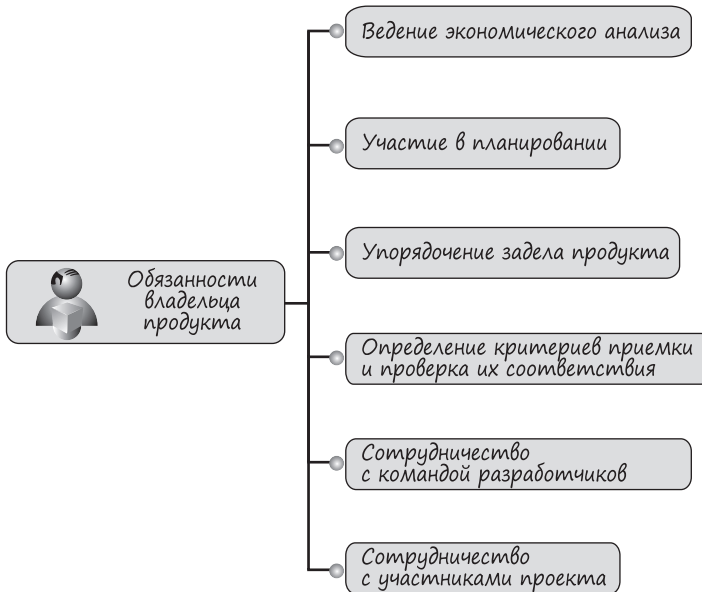 Ведение экономического анализа
Участие в планировании
Упорядочение задела продукта
Обязанности
владельца
продукта
Определение критериев приемки
и проверка их соответствия
Сотрудничество
с командой разработчиков
Сотрудничество
с участниками проекта